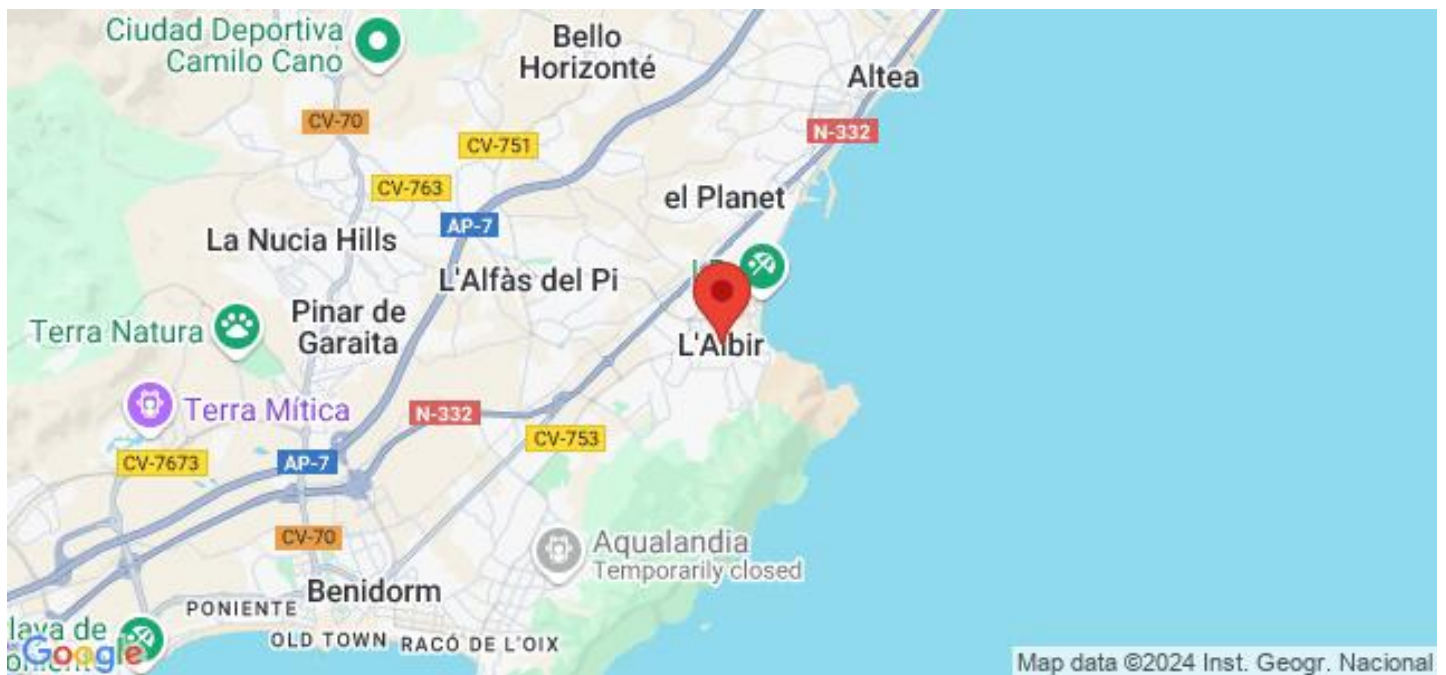 Ciudad Deportiva
Camilo Canó
Bello
Horizonté
Altea
CV-70
CV-751
N-332
CV-763
el Planet
AP-7
La Nucia Hills
L'Alfàs del Pi
Pinar de
Garaita
Terra Natura
L'Albir
Terra Mítica
N-332
CV-753
CV-7673
AP-7
CV-70
Aqualandia
Temporarily closed
Benidorm
PONIENTE
OLD TOWN
RACÓ DE L'OIX
laya de
Google
Map data ©2024 Inst. Geogr. Nacional